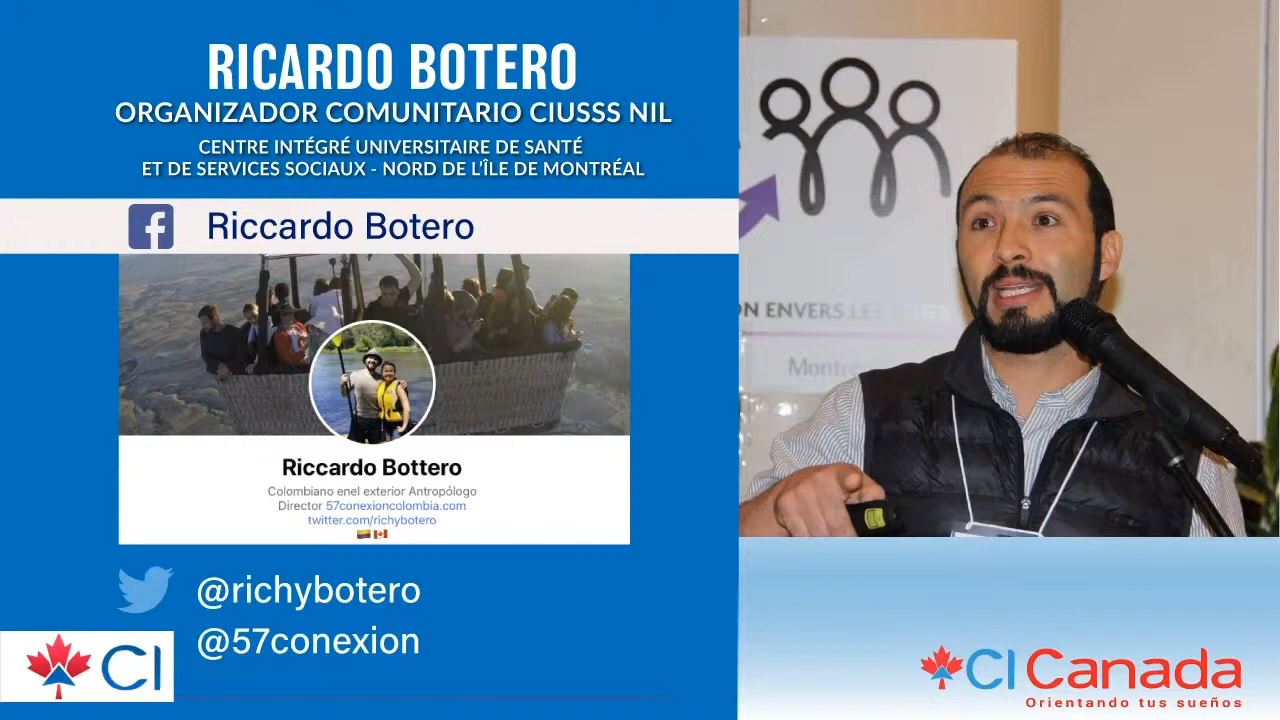 RICARDO BOTERO
ORGANIZADOR COMUNITARIO CIUSSS NIL
CENTRE INTÉGRÉ UNIVERSITAIRE DE SANTÉ
ET DE SERVICES SOCIAUX - NORD DE L'ÎLE DE MONTRÉAL
Riccardo Botero
Riccardo Bottero
Colombiano enel exterior Antropólogo
Director 57conexioncolombia.com
twitter.com/richybotero
@richybotero
@57conexion
CI
ON ENVERS LES
CI Canada
Orientando tus sueños